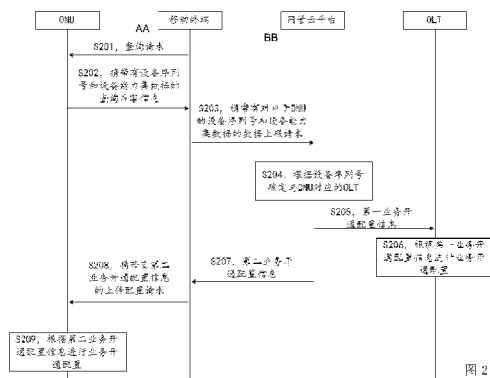 ONU
移动终端
网管云平台
OLT
AA
BB
S201, 查询请求
S202, 携带有设备序列
号和设备能力集数据的
查询应答信息
S203, 携带有对应于ONU
的设备序列号和设备能力
集数据的数据上报请求
S204, 根据设备序列号
确定与ONU对应的OLT
S205, 第一业务开
通配置信息
S206, 根据第一业务开
通配置信息进行业务开
通配置
S207, 第二业务开
通配置信息
S208, 携带有第二
业务开通配置信息
的上传配置请求
S209, 根据第二业务开
通配置信息进行业务开
通配置
图 2